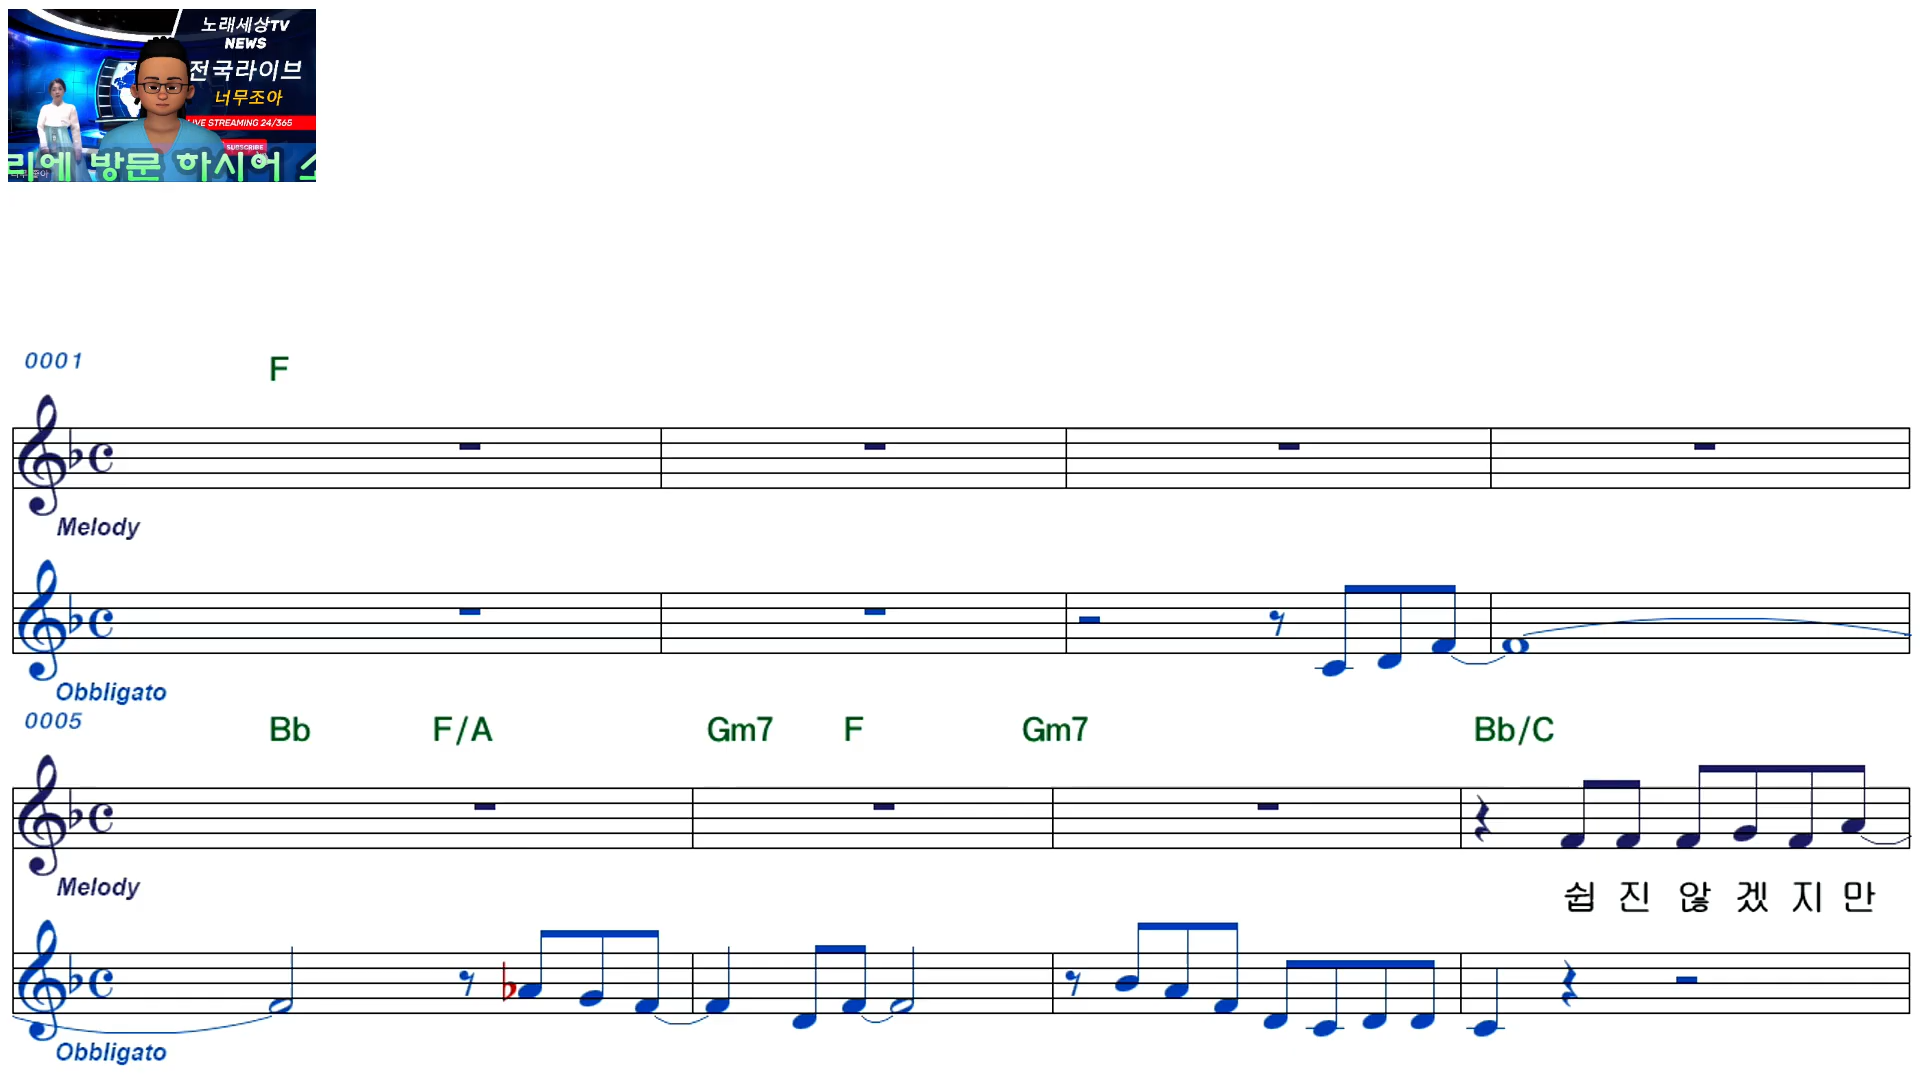 노래세상TV
NEWS
전국라이브
너무조아
LIVE STREAMING 24/365
SUBSCRIBE
리에 방문 하시어
0001
F
Melody
Obbligato
0005
Bb F/A Gm7 F Gm7 Bb/C
Melody
쉽 진 않 겠 지 만
Obbligato